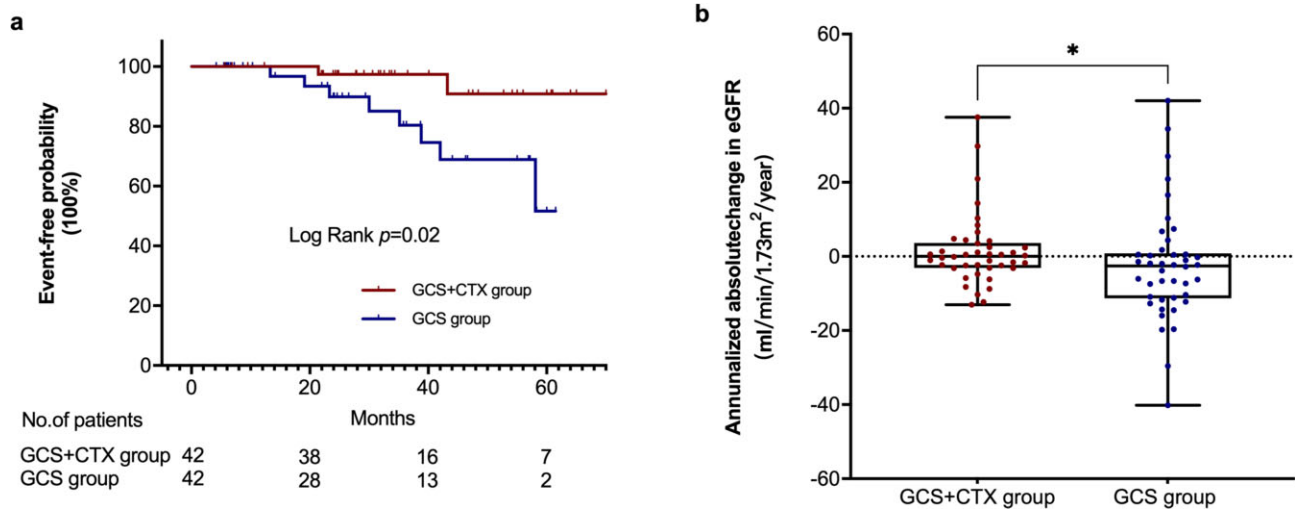 a
100
80
60
40
20
0
Event-free probability
(100%)
Log Rank p=0.02
GCS+CTX group
GCS group
0 20 40 60
Months
No.of patients
GCS+CTX group 42 38 16 7
GCS group 42 28 13 2
b
60
40
20
0
-20
-40
-60
Annunalized absolutechange in eGFR
(ml/min/1.73m²/year)
*
GCS+CTX group GCS group